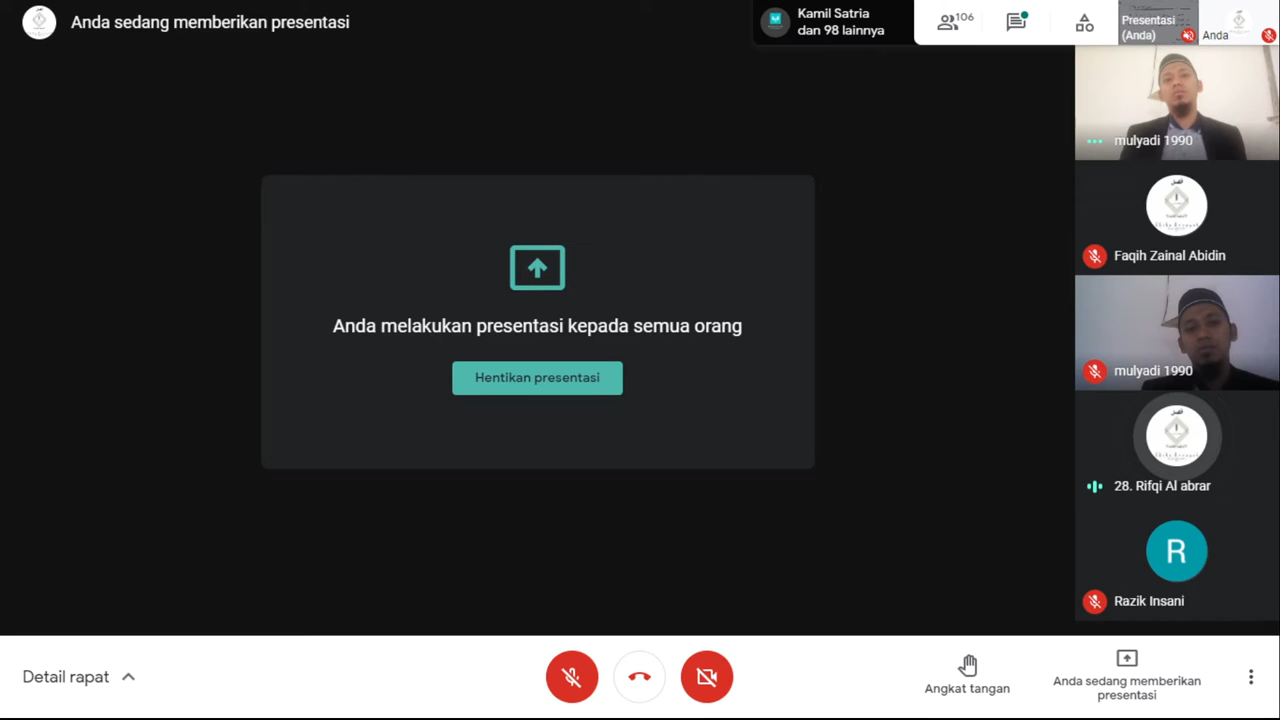 Anda sedang memberikan presentasi
Kamil Satria
dan 98 lainnya
106
Presentasi
(Anda)
Anda
mulyadi 1990
Faqih Zainal Abidin
mulyadi 1990
28. Rifqi Al abrar
R
Razik Insani
Anda melakukan presentasi kepada semua orang
Hentikan presentasi
Detail rapat
Angkat tangan
Anda sedang memberikan
presentasi